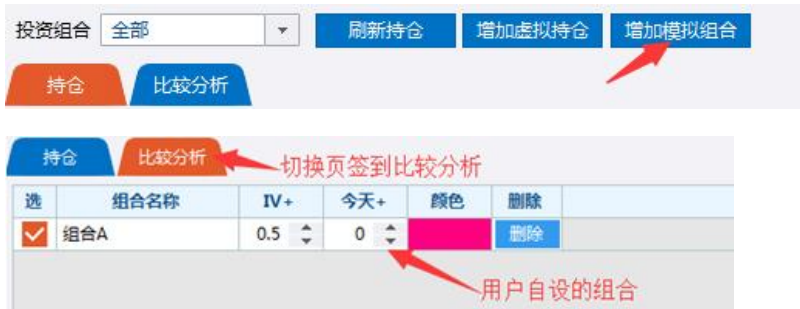 投资组合 全部 刷新持仓 增加虚拟持仓 增加模拟组合
持仓 比较分析
持仓 比较分析 切换页签到比较分析
选 组合名称 IV+ 今天+ 颜色 删除
组合A 0.5 0 删除
用户自设的组合